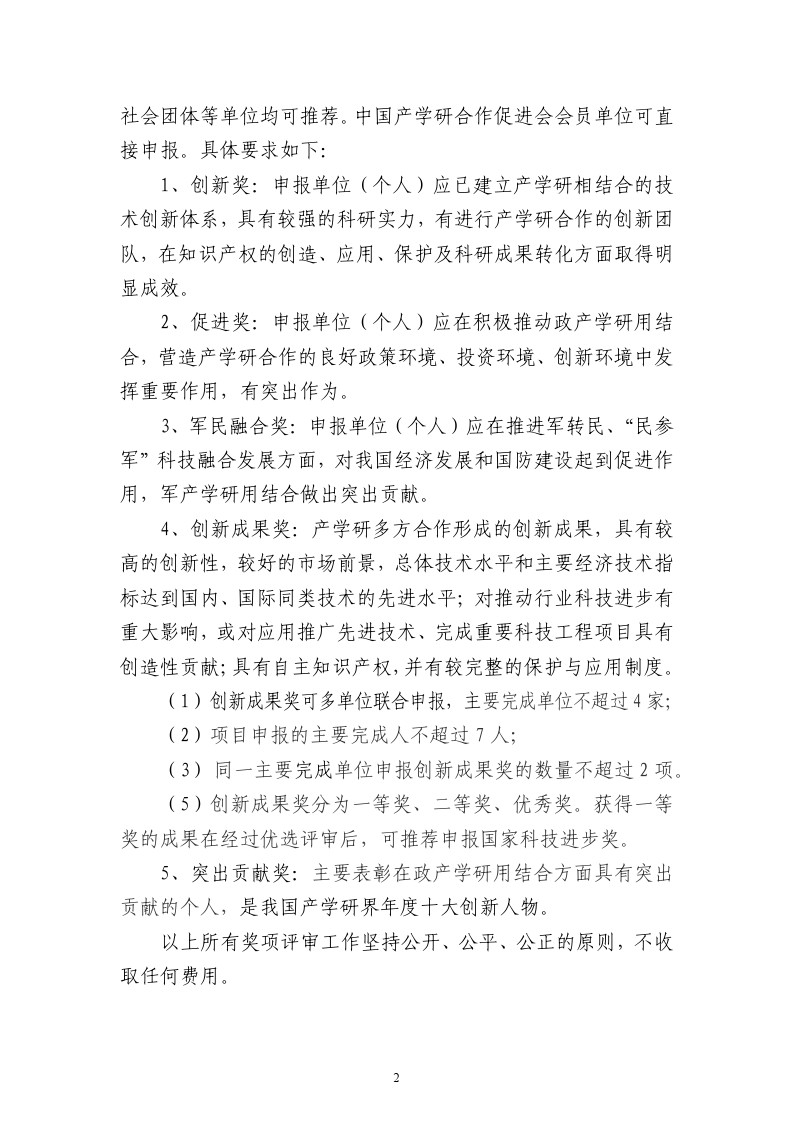 社会团体等单位均可推荐。中国产学研合作促进会会员单位可直
接申报。具体要求如下：
1、创新奖：申报单位（个人）应已建立产学研相结合的技
术创新体系，具有较强的科研实力，有进行产学研合作的创新团
队，在知识产权的创造、应用、保护及科研成果转化方面取得明
显成效。
2、促进奖：申报单位（个人）应在积极推动政产学研用结
合，营造产学研合作的良好政策环境、投资环境、创新环境中发
挥重要作用，有突出作为。
3、军民融合奖：申报单位（个人）应在推进军转民、“民参
军”科技融合发展方面，对我国经济发展和国防建设起到促进作
用，军产学研用结合做出突出贡献。
4、创新成果奖：产学研多方合作形成的创新成果，具有较
高的创新性，较好的市场前景，总体技术水平和主要经济技术指
标达到国内、国际同类技术的先进水平；对推动行业科技进步有
重大影响，或对应用推广先进技术、完成重要科技工程项目具有
创造性贡献；具有自主知识产权，并有较完整的保护与应用制度。
（1）创新成果奖可多单位联合申报，主要完成单位不超过 4 家；
（2）项目申报的主要完成人不超过 7 人；
（3） 同一主要完成单位申报创新成果奖的数量不超过 2 项。
（5）创新成果奖分为一等奖、二等奖、优秀奖。获得一等
奖的成果在经过优选评审后，可推荐申报国家科技进步奖。
5、突出贡献奖：主要表彰在政产学研用结合方面具有突出
贡献的个人，是我国产学研界年度十大创新人物。
以上所有奖项评审工作坚持公开、公平、公正的原则，不收
取任何费用。
2